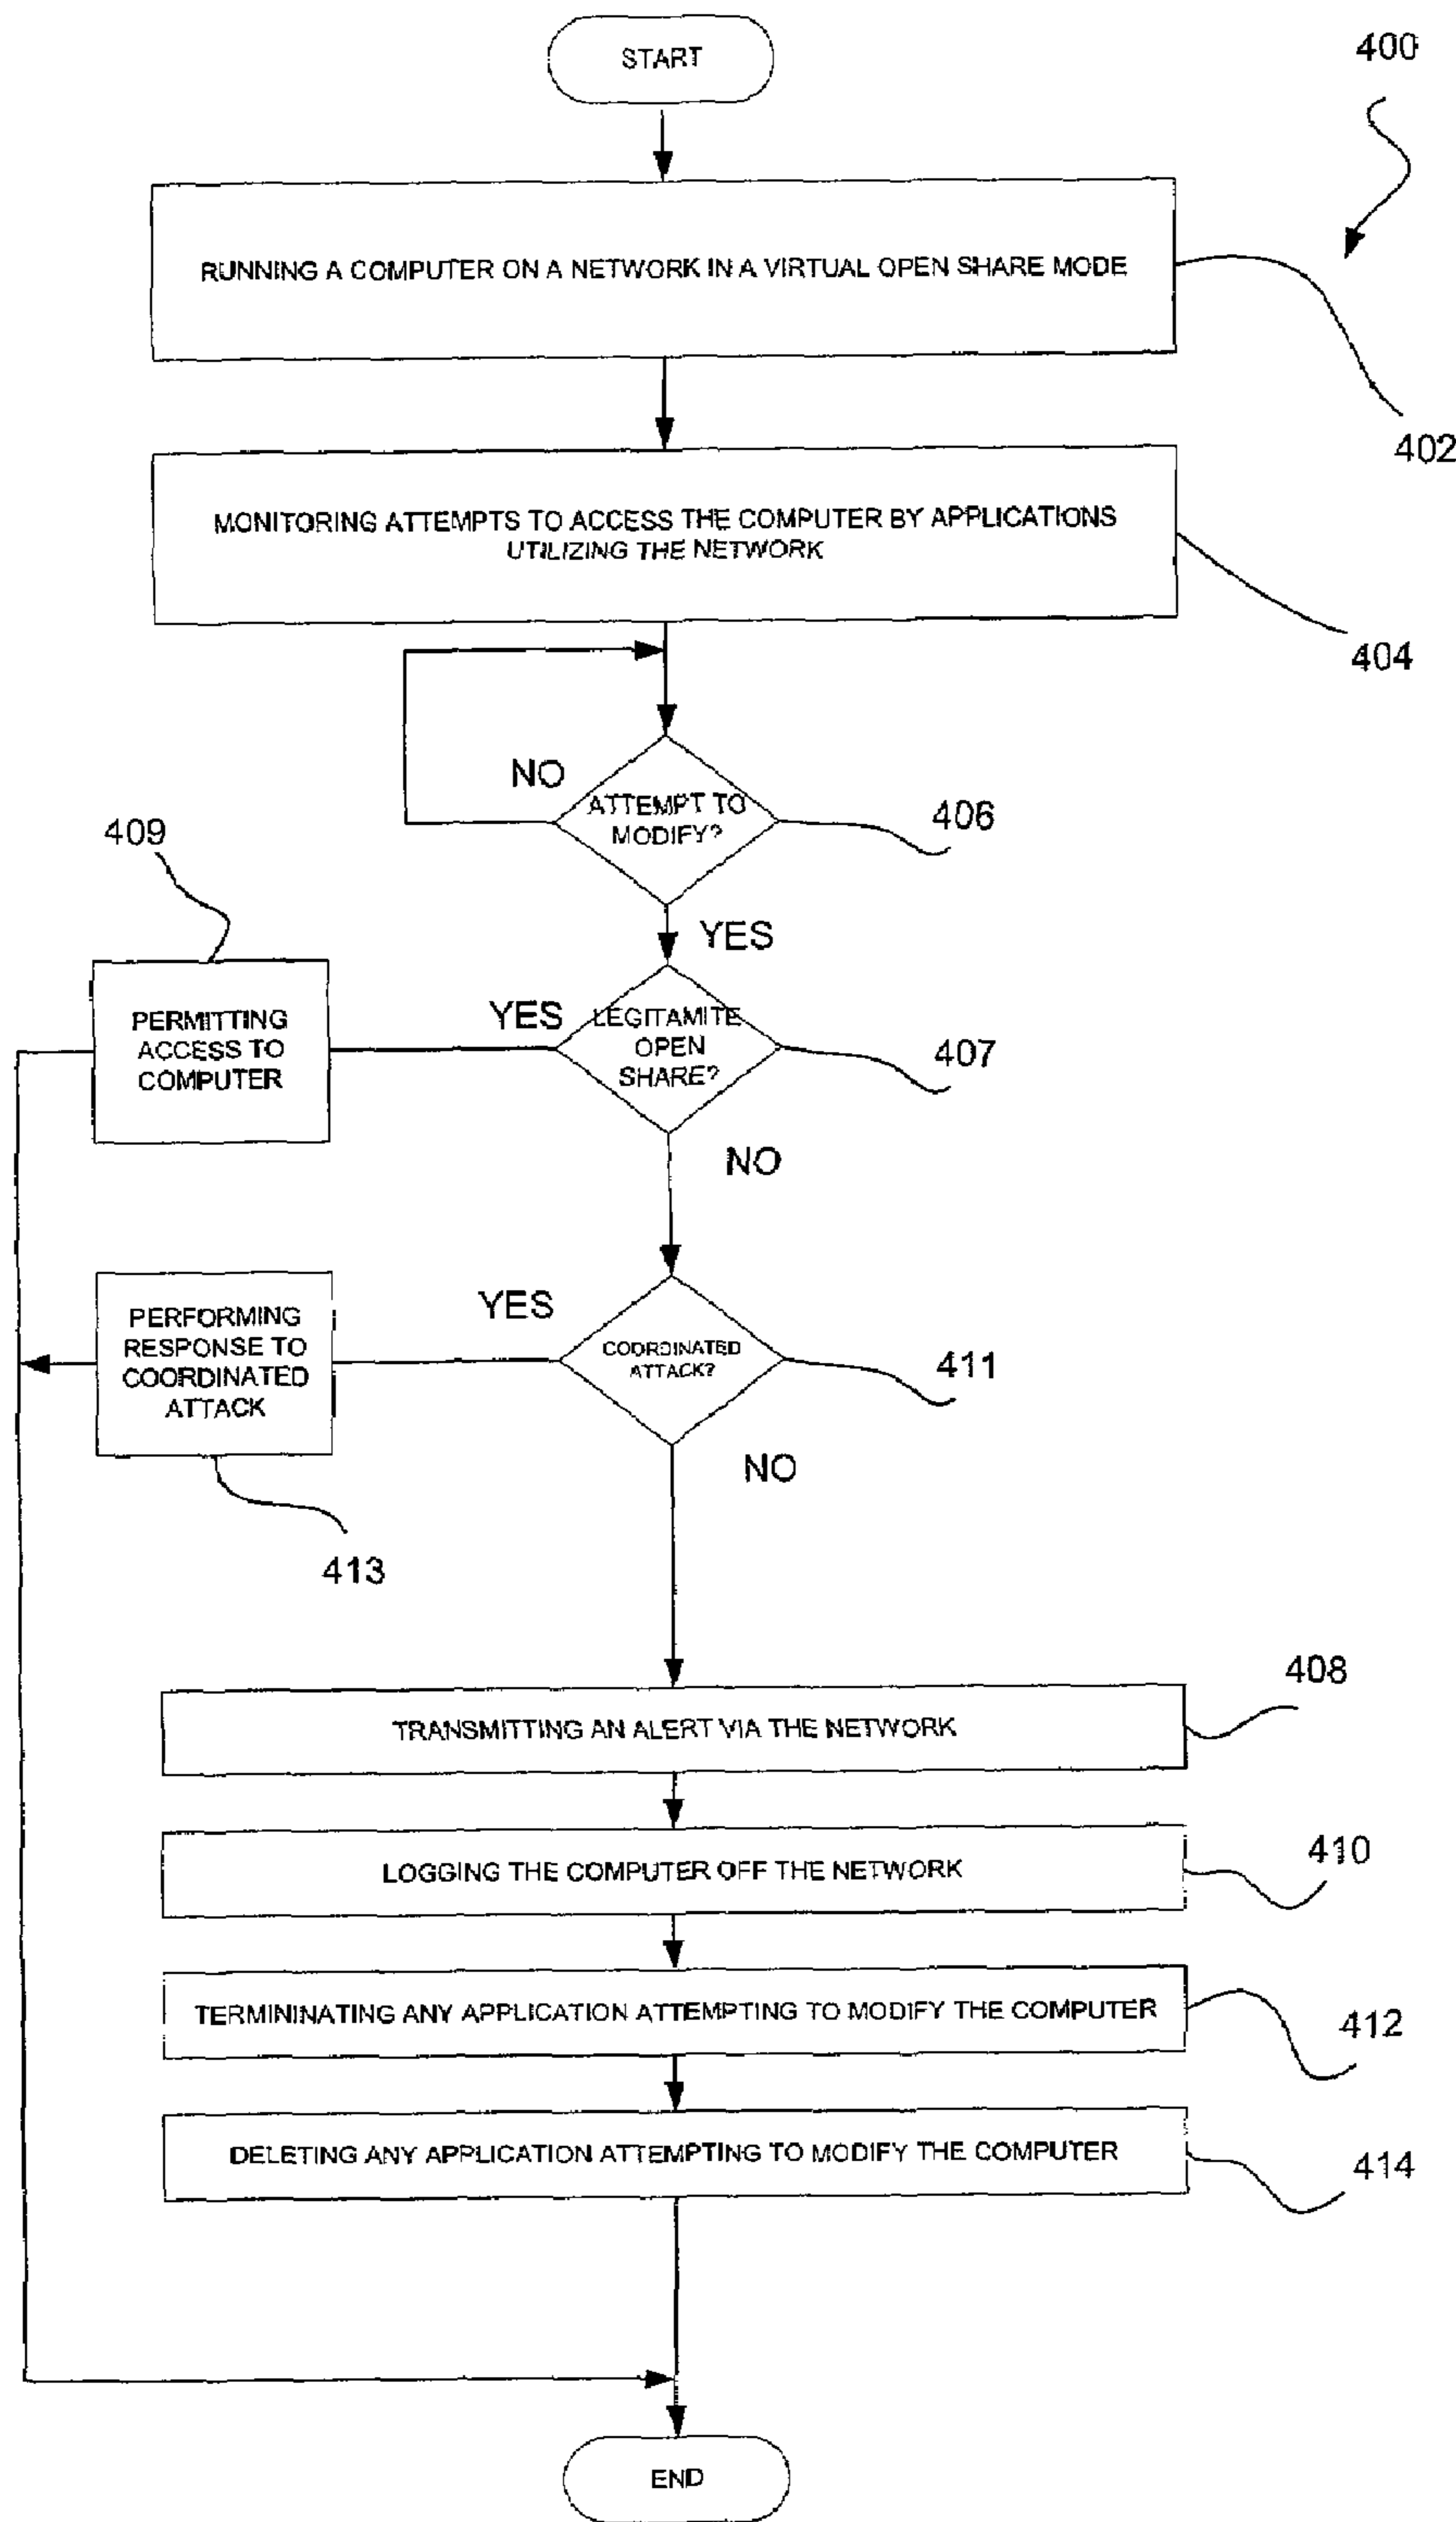 START
400
RUNNING A COMPUTER ON A NETWORK IN A VIRTUAL OPEN SHARE MODE
402
MONITORING ATTEMPTS TO ACCESS THE COMPUTER BY APPLICATIONS
UTILIZING THE NETWORK
404
NO
ATTEMPT TO
MODIFY?
406
409
YES
PERMITTING
ACCESS TO
COMPUTER
YES
LEGITAMITE
OPEN
SHARE?
407
NO
PERFORMING
RESPONSE TO
COORDINATED
ATTACK
YES
COORDINATED
ATTACK?
411
NO
413
408
TRANSMITTING AN ALERT VIA THE NETWORK
LOGGING THE COMPUTER OFF THE NETWORK
410
TERMININATING ANY APPLICATION ATTEMPTING TO MODIFY THE COMPUTER
412
DELETING ANY APPLICATION ATTEMPTING TO MODIFY THE COMPUTER
414
END